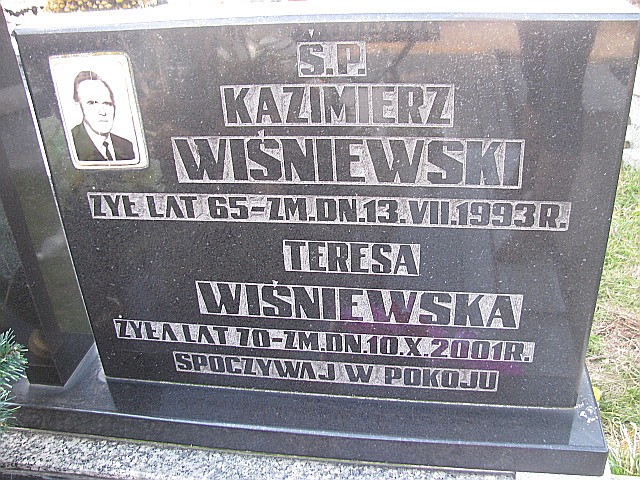 Ś.P.
KAZIMIERZ
WIŚNIEWSKI
ŻYŁ LAT 65-ZM.DN.13.VII.1993R.
TERESA
WIŚNIEWSKA
ŻYŁA LAT 70-ZM.DN.10.X.2001R.
SPOCZYWAJ W POKOJU